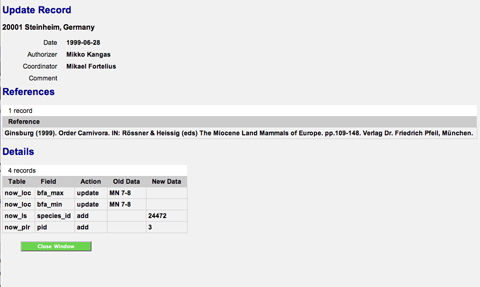 Update Record
20001 Steinheim, Germany
Date 1999-06-28
Authorizer Mikko Kangas
Coordinator Mikael Fortelius
Comment
References
1 record
Reference
Ginsburg (1999). Order Carnivora. IN: Rössner & Heissig (eds) The Miocene Land Mammals of Europe. pp.109-148. Verlag Dr. Friedrich Pfeil, München.
Details
4 records
Table Field Action Old Data New Data
now_loc bfa_max update MN 7-8
now_loc bfa_min update MN 7-8
now_ls species_id add 24472
now_plr pid add 3
Close Window